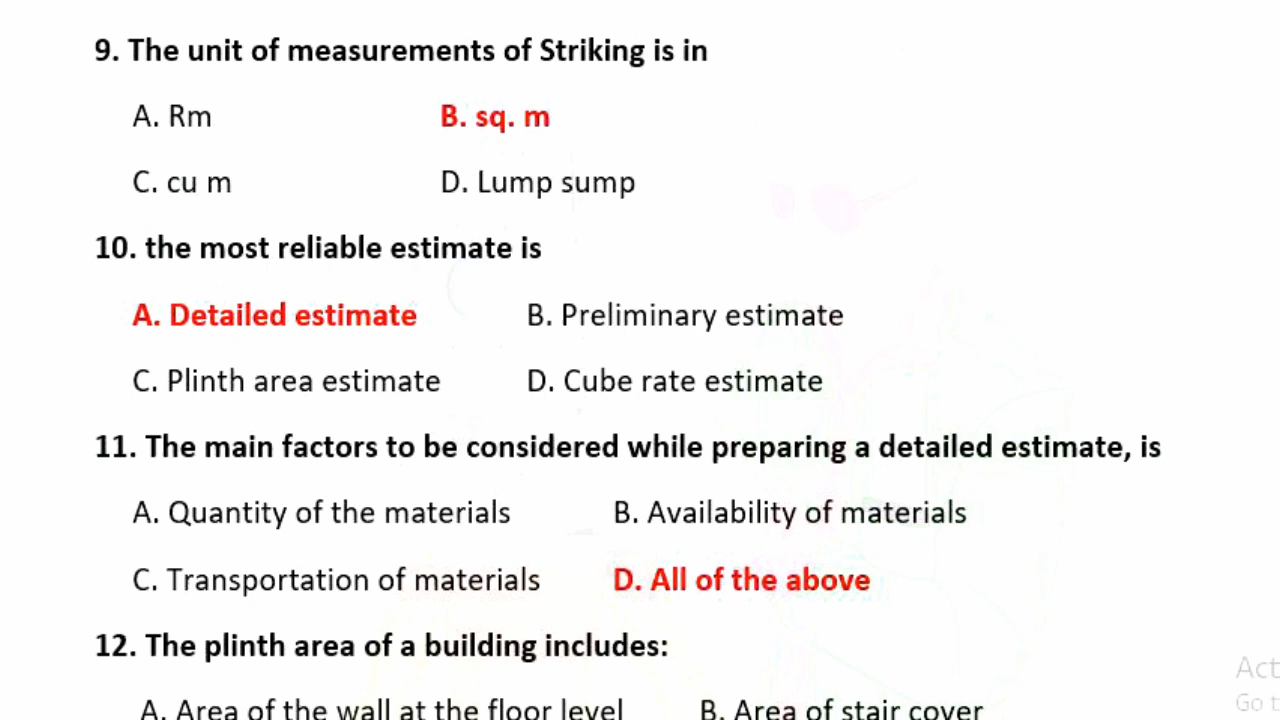 9. The unit of measurements of Striking is in
A. Rm B. sq. m
C. cu m D. Lump sump
10. the most reliable estimate is
A. Detailed estimate B. Preliminary estimate
C. Plinth area estimate D. Cube rate estimate
11. The main factors to be considered while preparing a detailed estimate, is
A. Quantity of the materials B. Availability of materials
C. Transportation of materials D. All of the above
12. The plinth area of a building includes:
Act
Go t
A. Area of the wall at the floor level B. Area of stair cover